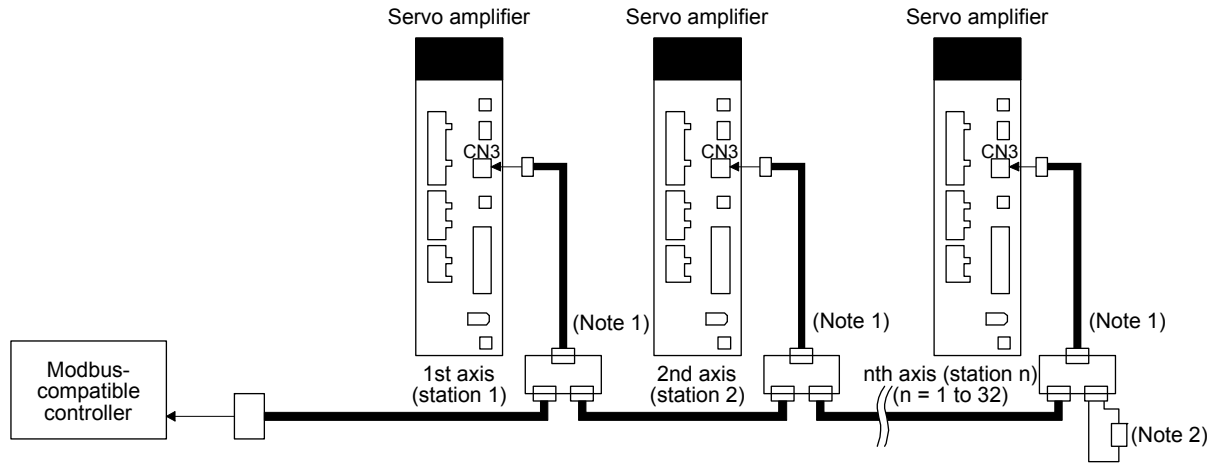 Servo amplifier
Servo amplifier
Servo amplifier
CN3
CN3
CN3
(Note 1)
(Note 1)
(Note 1)
Modbus-
compatible
controller
1st axis
(station 1)
2nd axis
(station 2)
nth axis (station n)
(n = 1 to 32)
(Note 2)